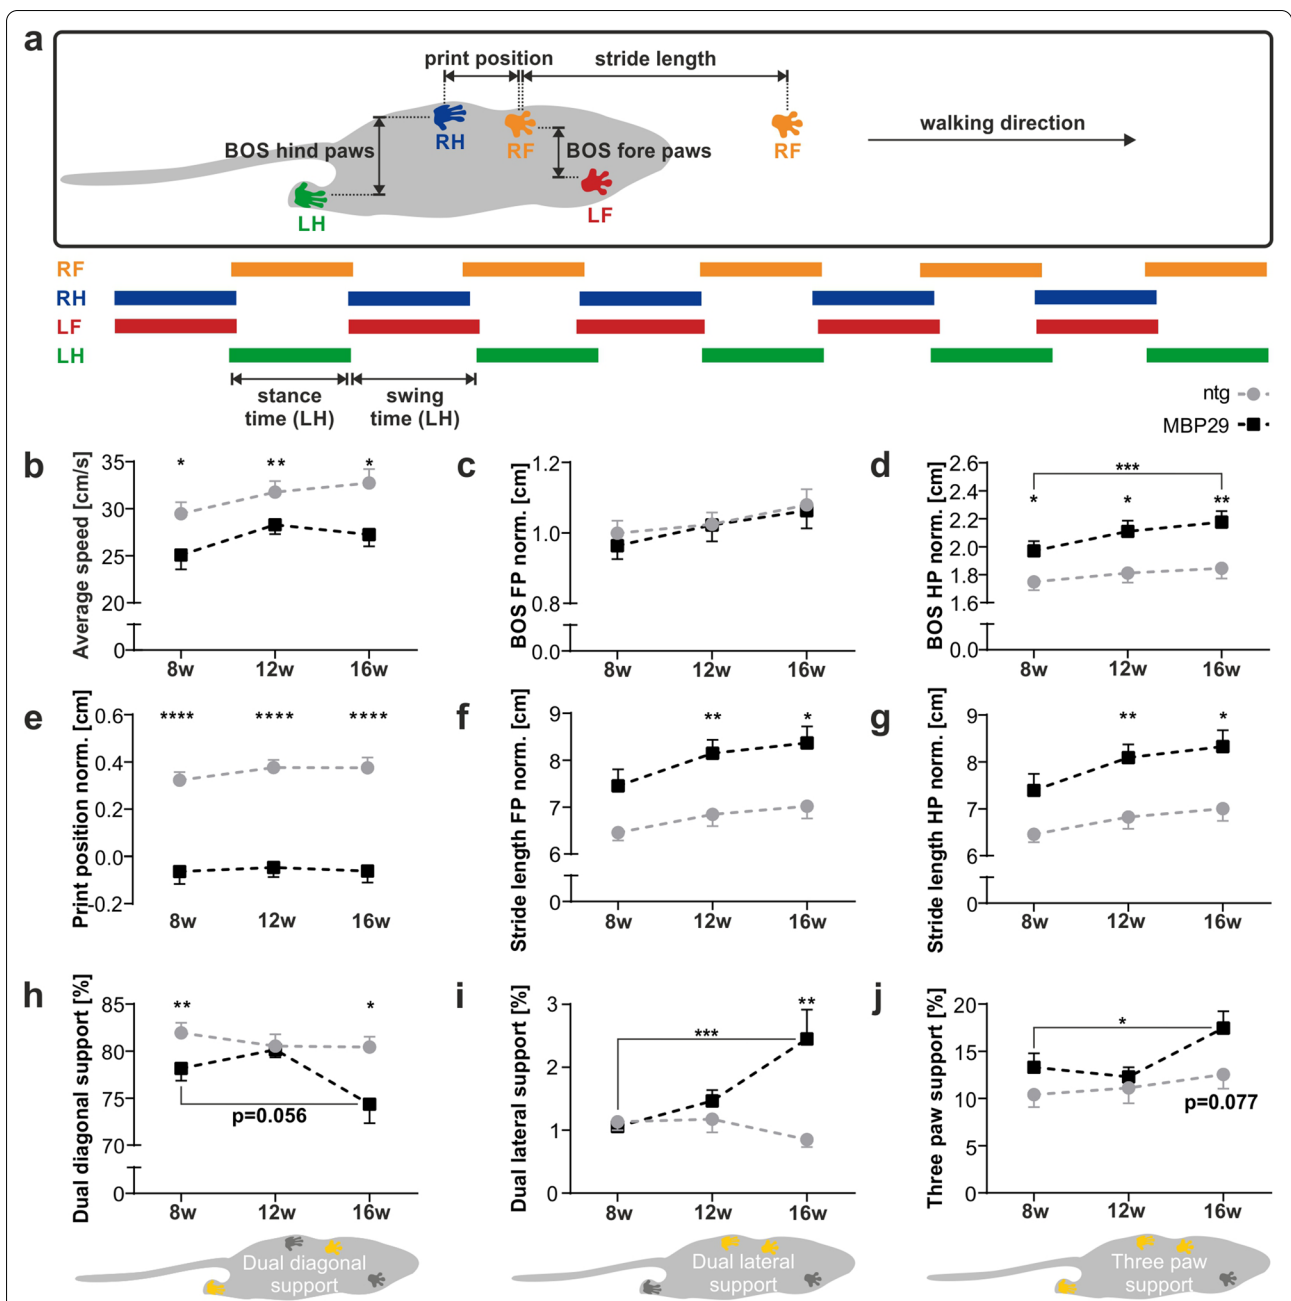 a
print position
stride length
walking direction
BOS hind paws
RH
RF
BOS fore paws
RF
LH
LF
RF
RH
LF
LH
stance
time (LH)
swing
time (LH)
ntg
MBP29
b
Average speed [cm/s]
35
30
25
20
0
*
**
*
8w
12w
16w
c
BOS FP norm. [cm]
1.2
1.0
0.8
0.0
8w
12w
16w
d
BOS HP norm. [cm]
2.6
2.4
2.2
2.0
1.8
1.6
0.0
***
*
*
**
8w
12w
16w
e
Print position norm. [cm]
0.6
0.4
0.2
0.0
-0.2
****
****
****
8w
12w
16w
f
Stride length FP norm. [cm]
9
8
7
6
0
**
*
8w
12w
16w
g
Stride length HP norm. [cm]
9
8
7
6
0
**
*
8w
12w
16w
h
Dual diagonal support [%]
85
80
75
70
0
**
*
p=0.056
8w
12w
16w
Dual diagonal
support
i
Dual lateral support [%]
3
2
1
0
***
**
8w
12w
16w
Dual lateral
support
j
Three paw support [%]
20
15
10
5
0
*
p=0.077
8w
12w
16w
Three paw
support